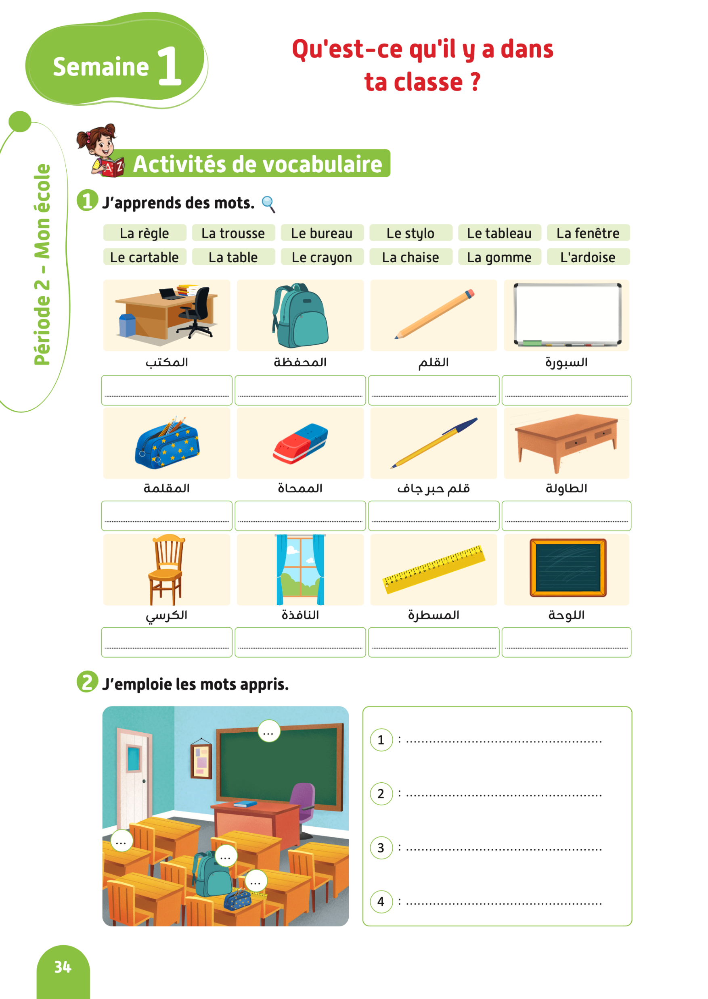 Semaine 1
Qu'est-ce qu'il y a dans
ta classe ?
Période 2 - Mon école
A Z
Activités de vocabulaire
1 J’apprends des mots.
La règle La trousse Le bureau Le stylo Le tableau La fenêtre
Le cartable La table Le crayon La chaise La gomme L'ardoise
المكتب المحفظة القلم السبورة
المقلمة الممحاة قلم حبر جاف الطاولة
الكرسي النافذة المسطرة اللوحة
2 J’emploie les mots appris.
...
...
...
...
1 : ...................................................
2 : ...................................................
3 : ...................................................
4 : ...................................................
34